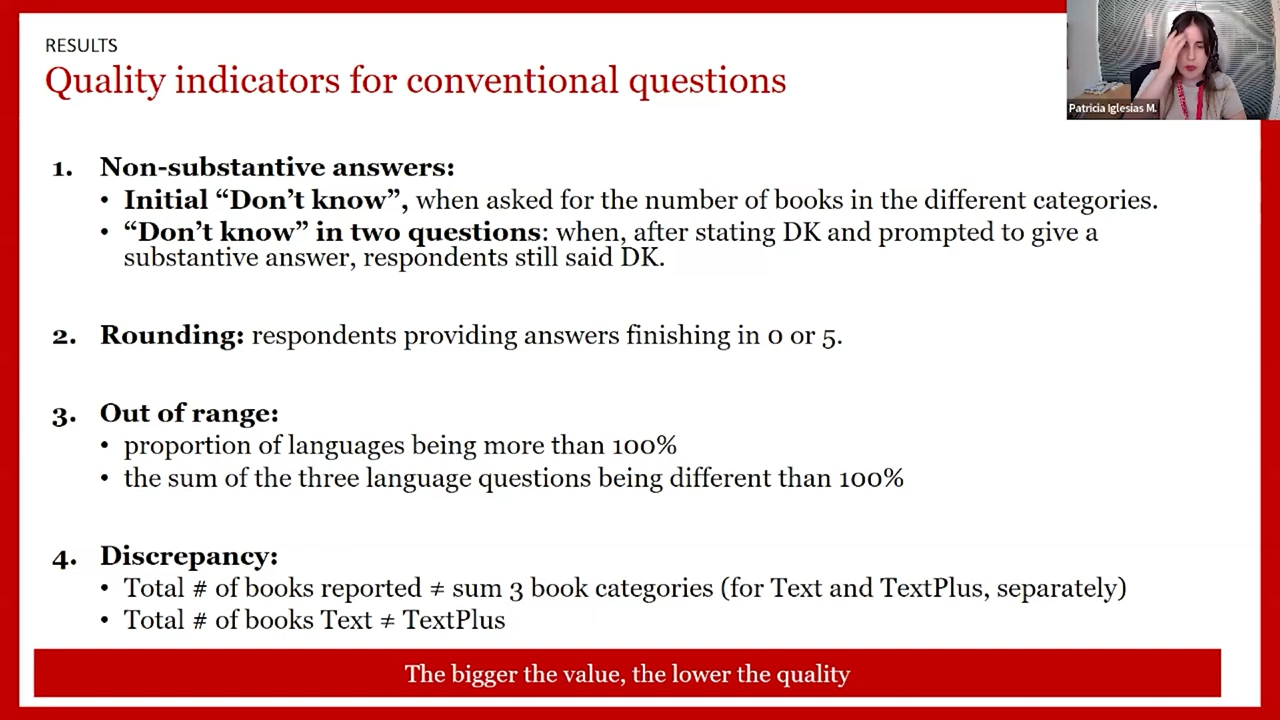 RESULTS
Quality indicators for conventional questions
Patricia Iglesias M.
1. Non-substantive answers:
• Initial “Don’t know”, when asked for the number of books in the different categories.
• “Don’t know” in two questions: when, after stating DK and prompted to give a
substantive answer, respondents still said DK.
2. Rounding: respondents providing answers finishing in 0 or 5.
3. Out of range:
• proportion of languages being more than 100%
• the sum of the three language questions being different than 100%
4. Discrepancy:
• Total # of books reported ≠ sum 3 book categories (for Text and TextPlus, separately)
• Total # of books Text ≠ TextPlus
The bigger the value, the lower the quality